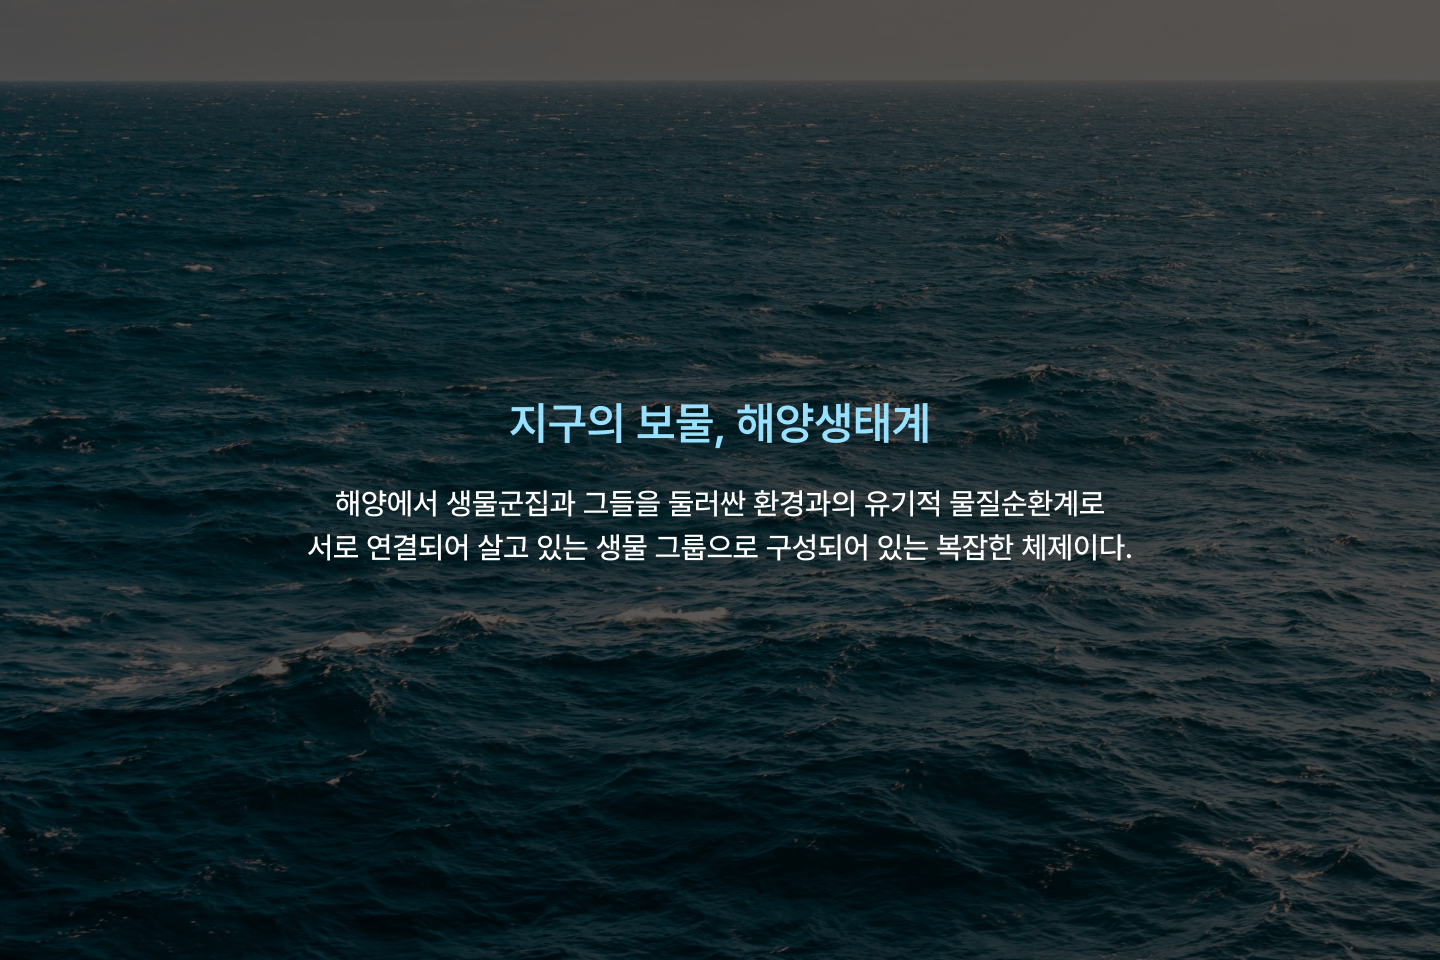 지구의 보물, 해양생태계
해양에서 생물군집과 그들을 둘러싼 환경과의 유기적 물질순환계로
서로 연결되어 살고 있는 생물 그룹으로 구성되어 있는 복잡한 체제이다.